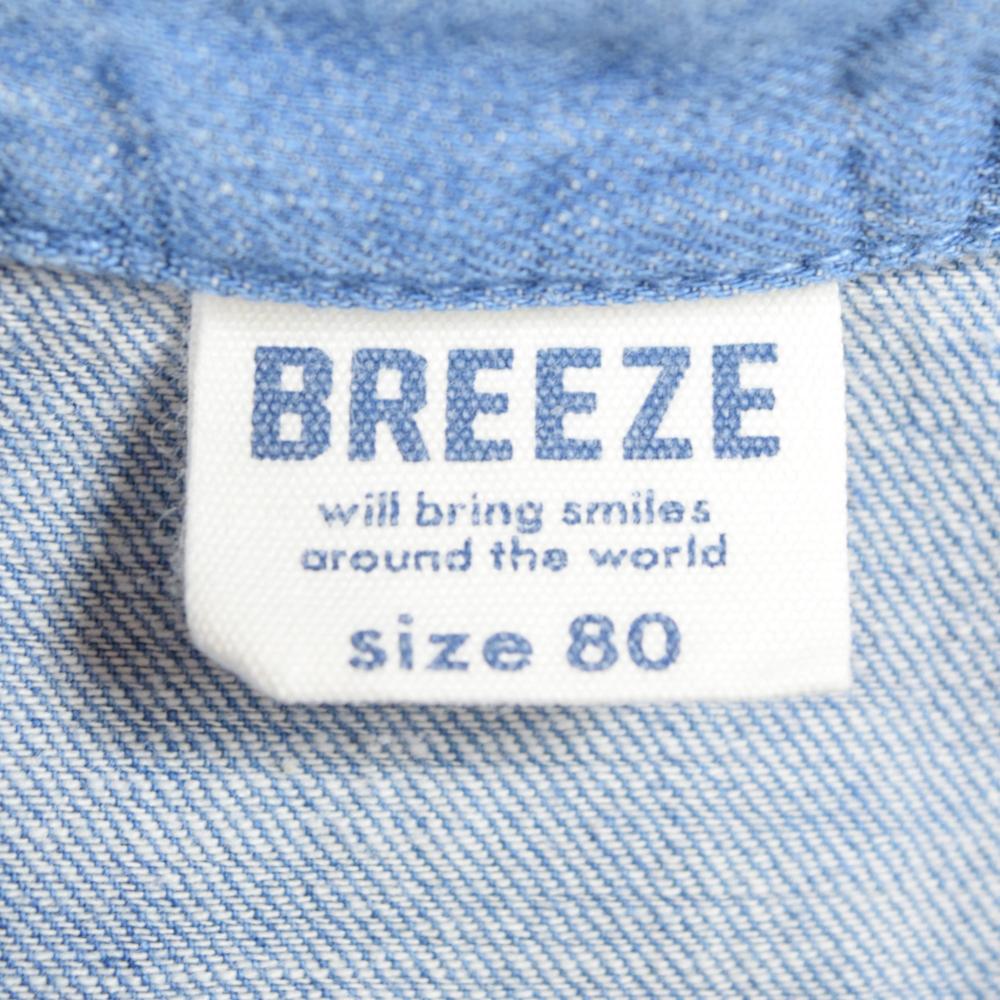 BREEZE
will bring smiles
around the world
size 80